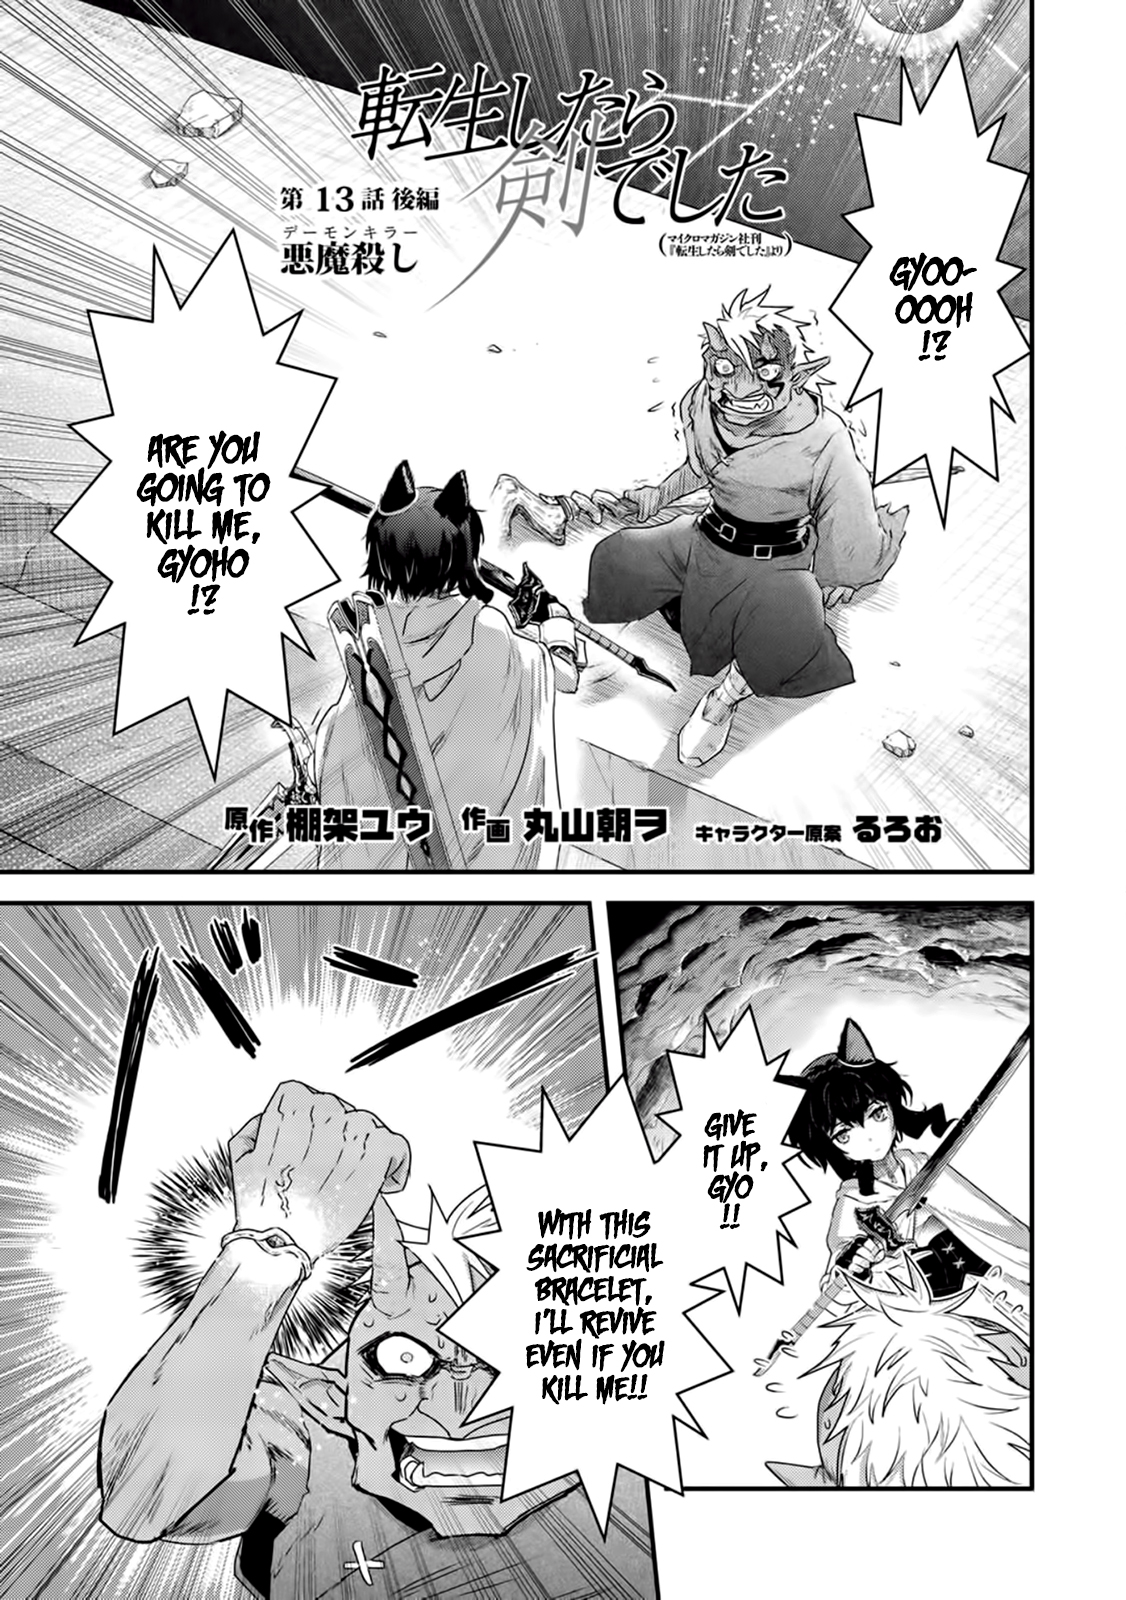 転生したら
剣でした
第13話 後編
デーモンキラー
悪魔殺し
(マイクロマガジン社刊
『転生したら剣でした』より)
GYOO-
OOOH
!?
ARE YOU
GOING TO
KILL ME,
GYOHO
!?
原作 棚架ユウ 作画 丸山朝ヲ キャラクター原案 るろお
GIVE
IT UP,
GYO
!!
WITH THIS
SACRIFICIAL
BRACELET,
I'LL REVIVE
EVEN IF YOU
KILL ME!!
バッ